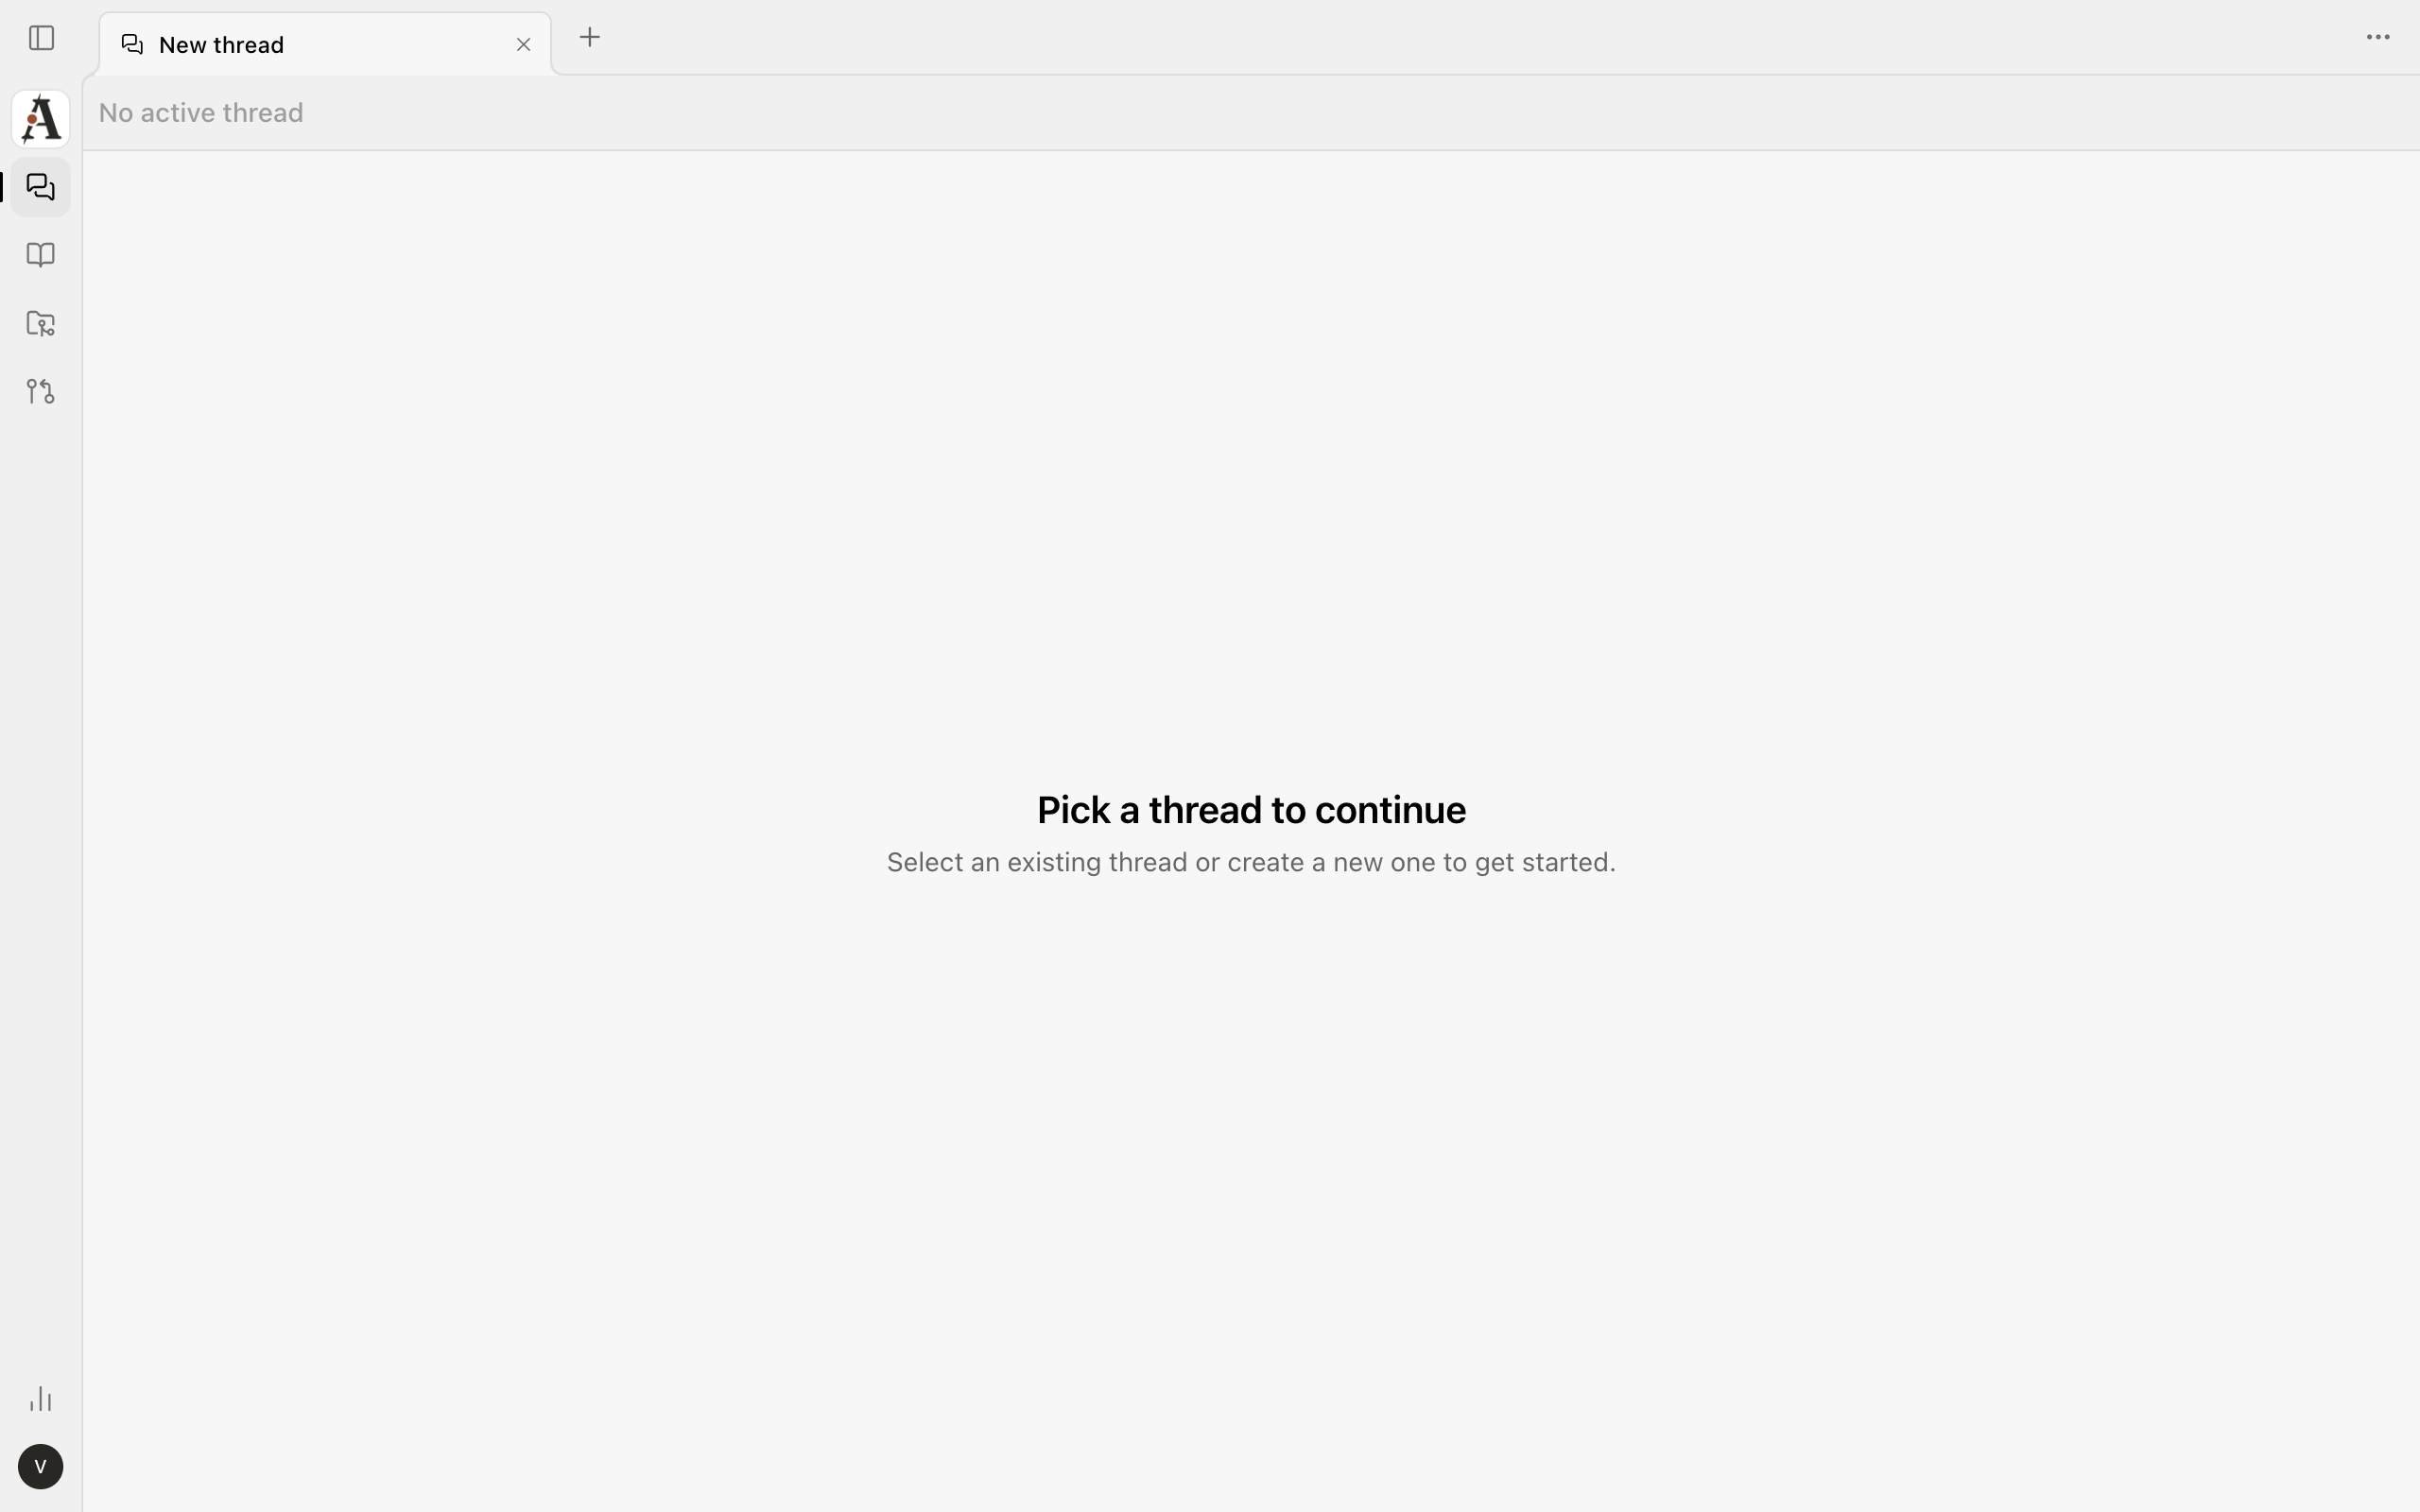 New thread
No active thread
Pick a thread to continue
Select an existing thread or create a new one to get started.
A
V